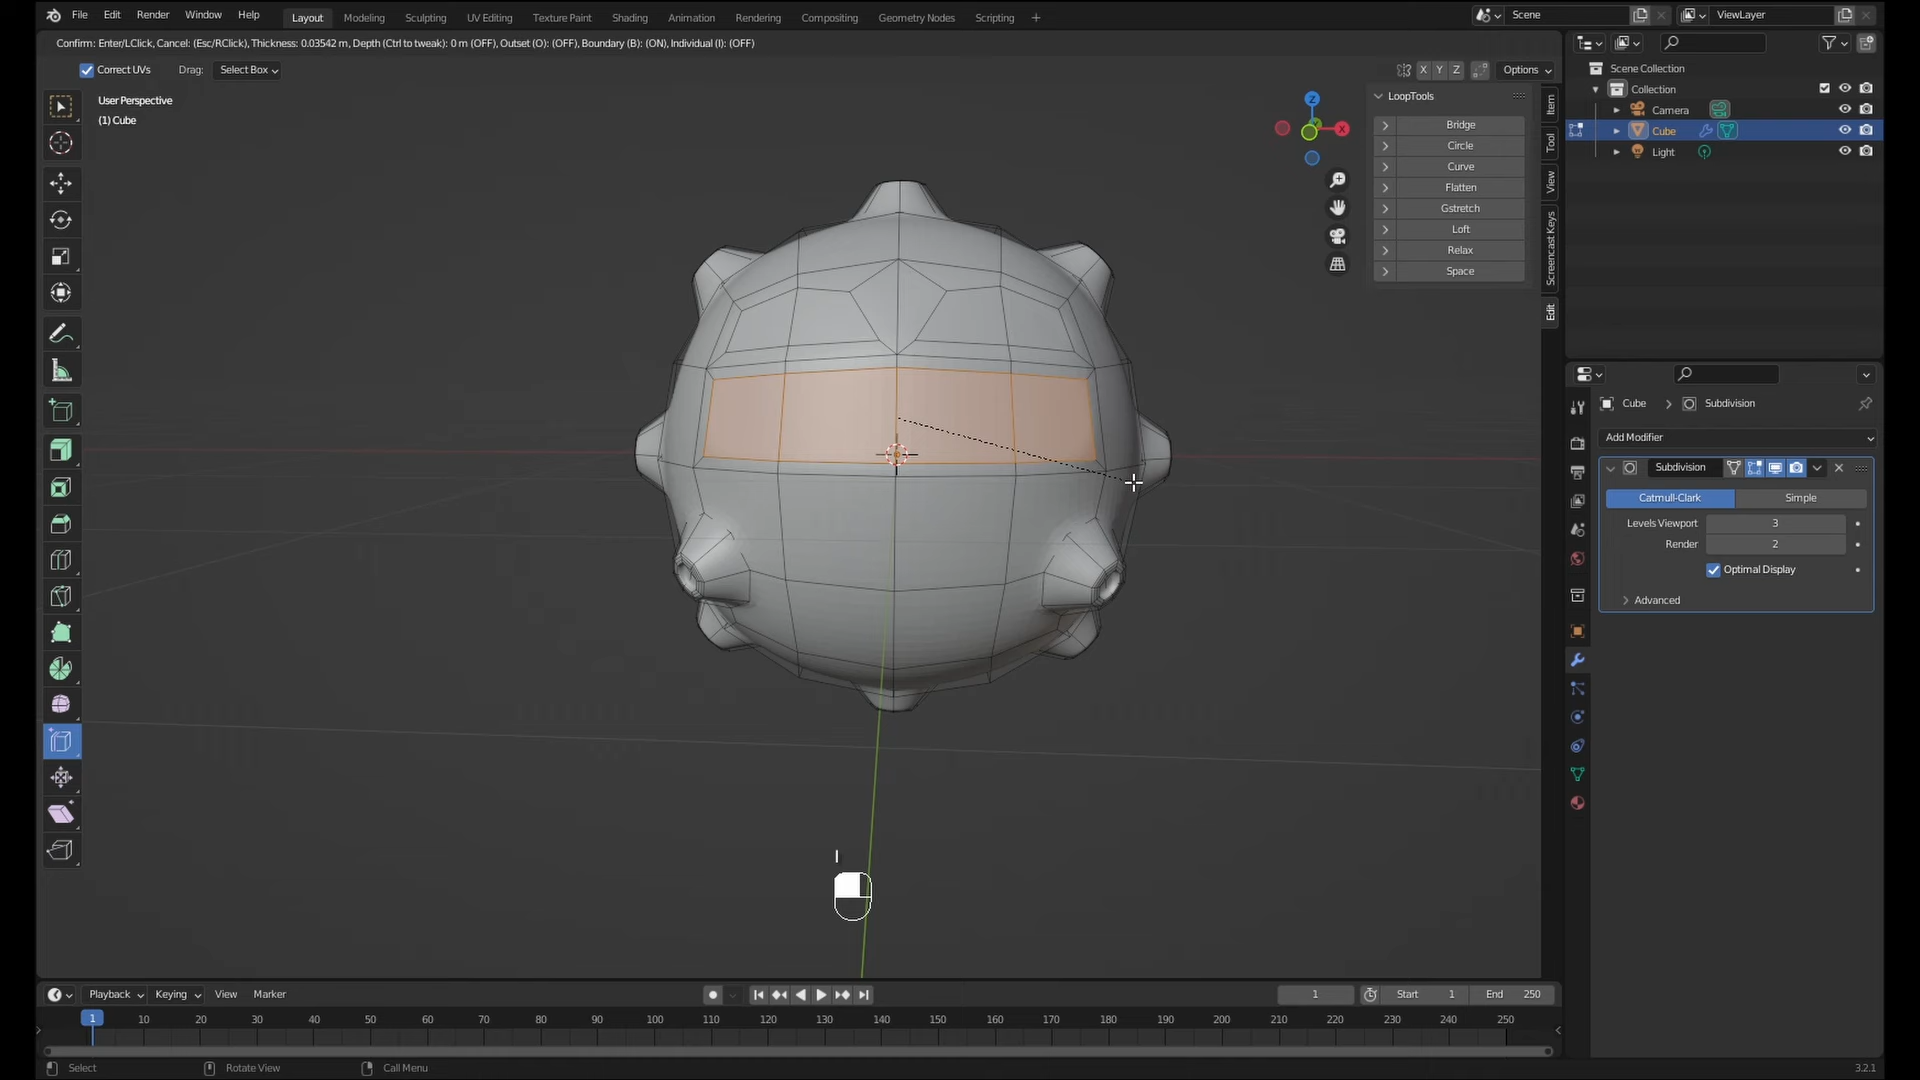 File Edit Render Window Help Layout Modeling Sculpting UV Editing Texture Paint Shading Animation Rendering Compositing Geometry Nodes Scripting + Scene ViewLayer
Confirm: Enter/LClick, Cancel: (Esc/RClick), Thickness: 0.03542 m, Depth (Ctrl to tweak): 0 m (OFF), Outset (O): (OFF), Boundary (B): (ON), Individual (I): (OFF)
Correct UVs Drag: Select Box X Y Z Options
User Perspective
(1) Cube
Z
X
LoopTools
Bridge
Circle
Curve
Flatten
Gstretch
Loft
Relax
Space
Item
Tool
View
Screencast Keys
Edit
Scene Collection
Collection
Camera
Cube
Light
Cube > Subdivision
Add Modifier
Subdivision
Catmull-Clark Simple
Levels Viewport 3
Render 2
Optimal Display
Advanced
I
Playback Keying View Marker 1 Start 1 End 250
1 10 20 30 40 50 60 70 80 90 100 110 120 130 140 150 160 170 180 190 200 210 220 230 240 250
Select Rotate View Call Menu 3.2.1